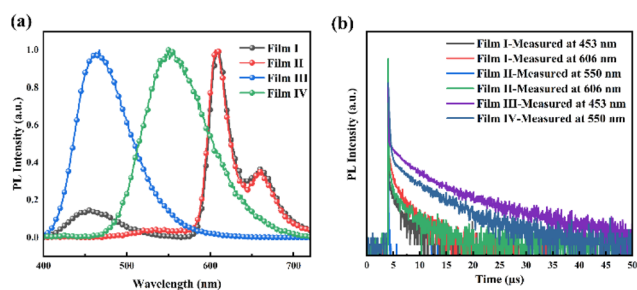 (a)
PL Intensity (a.u.)
1.0
0.8
0.6
0.4
0.2
0.0
Film I
Film II
Film III
Film IV
400 500 600 700
Wavelength (nm)
(b)
PL Intensity (a.u.)
Film I-Measured at 453 nm
Film I-Measured at 606 nm
Film II-Measured at 550 nm
Film II-Measured at 606 nm
Film III-Measured at 453 nm
Film IV-Measured at 550 nm
0 5 10 15 20 25 30 35 40 45 50
Time (μs)